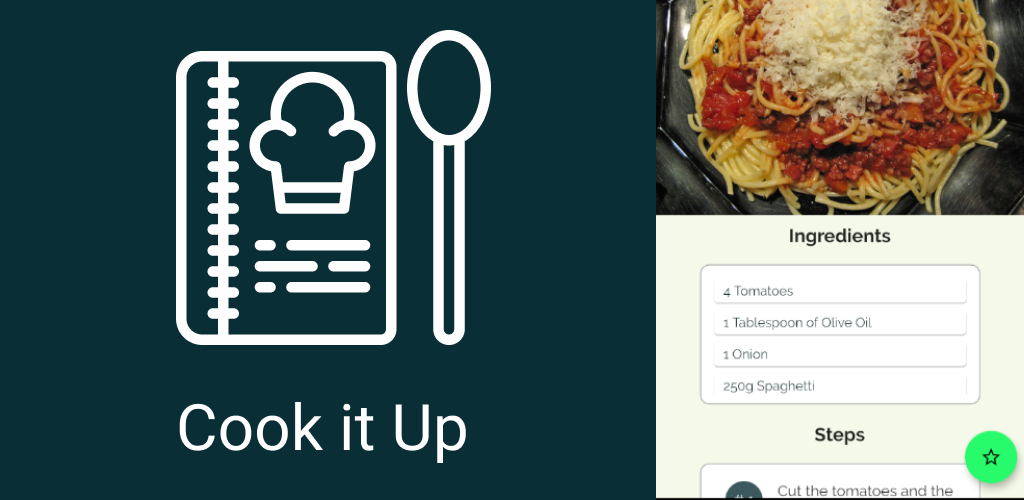 Cook it Up
Ingredients
4 Tomatoes
1 Tablespoon of Olive Oil
1 Onion
250g Spaghetti
Steps
Cut the tomatoes and the